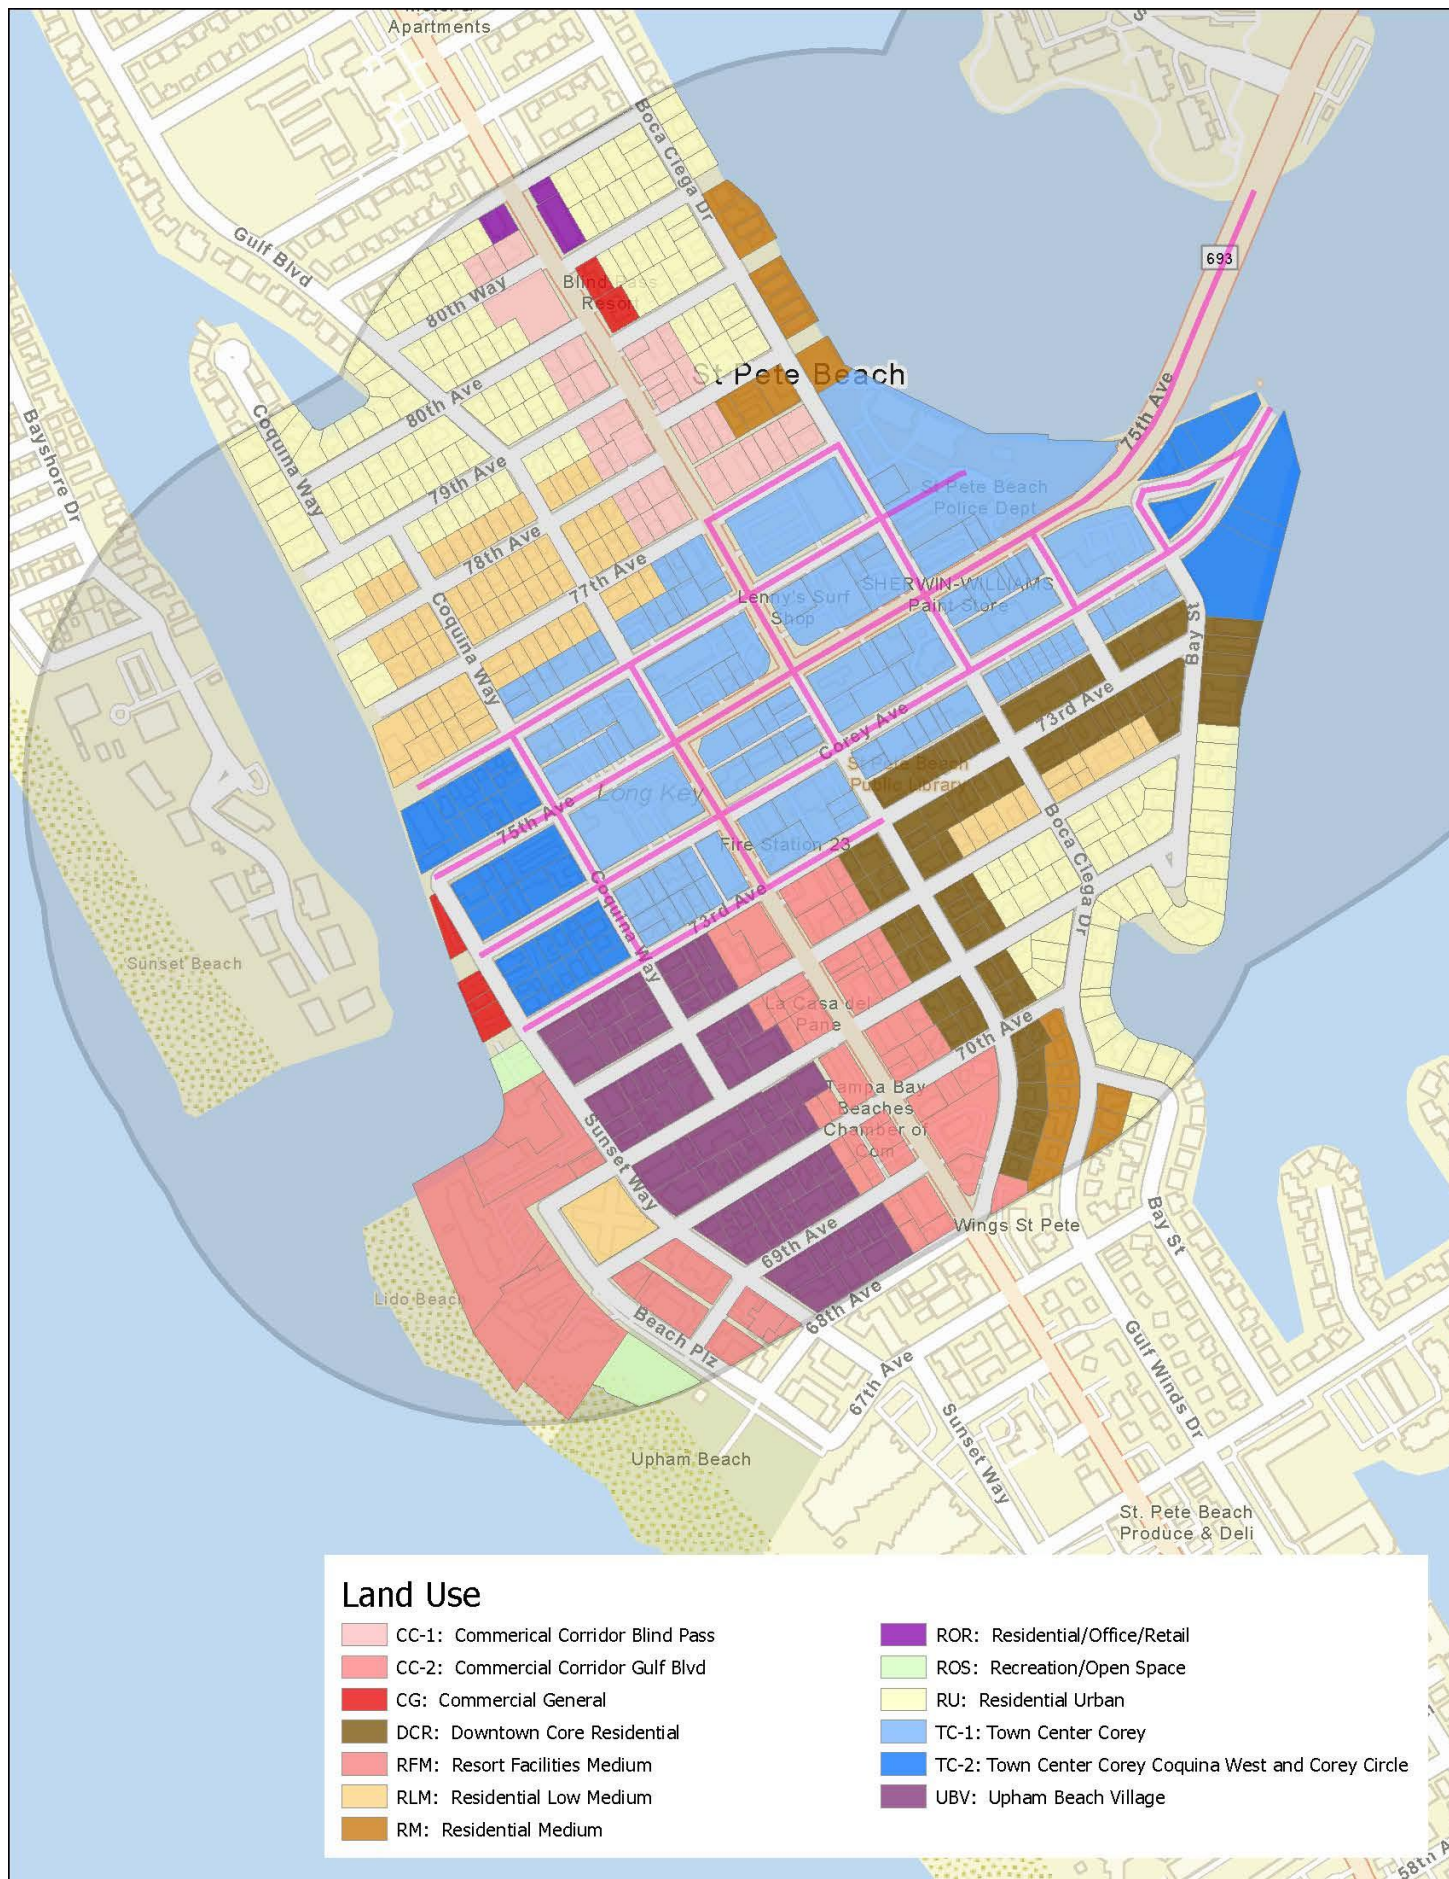 Apartments
Boca Ciega Dr
Gulf Blvd
693
80th Way
Blind Pass
Resort
St Pete Beach
80th Ave
Coquina Way
Bayshore Dr
75th Ave
79th Ave
St Pete Beach
Police Dept
78th Ave
77th Ave
SHERWIN-WILLIAMS
Paint Store
Lenny's Surf
Shop
Coquina Way
Bay St
73rd Ave
Corey Ave
St Pete Beach
Public Library
Long Key
75th Ave
Boca Ciega Dr
Fire Station 23
Coquina Way
73rd Ave
Sunset Beach
La Casa del
Pane
70th Ave
Tampa Bay
Beaches
Chamber of
Com
Sunset Way
Wings St Pete
Bay St
69th Ave
Lido Beach
68th Ave
Beach Plz
Gulf Winds Dr
67th Ave
Sunset Way
Upham Beach
St. Pete Beach
Produce & Deli
Land Use
CC-1: Commerical Corridor Blind Pass
CC-2: Commercial Corridor Gulf Blvd
CG: Commercial General
DCR: Downtown Core Residential
RFM: Resort Facilities Medium
RLM: Residential Low Medium
RM: Residential Medium
ROR: Residential/Office/Retail
ROS: Recreation/Open Space
RU: Residential Urban
TC-1: Town Center Corey
TC-2: Town Center Corey Coquina West and Corey Circle
UBV: Upham Beach Village
58th A